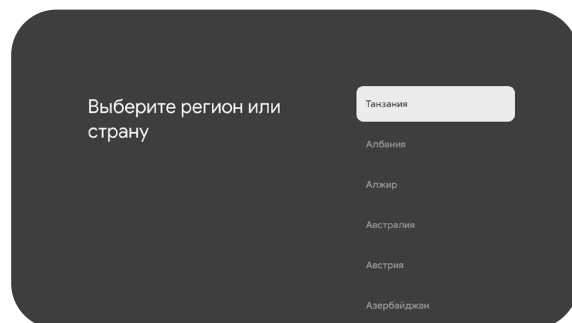 Выберите регион или
страну
Танзания
Албания
Алжир
Австралия
Австрия
Азербайджан